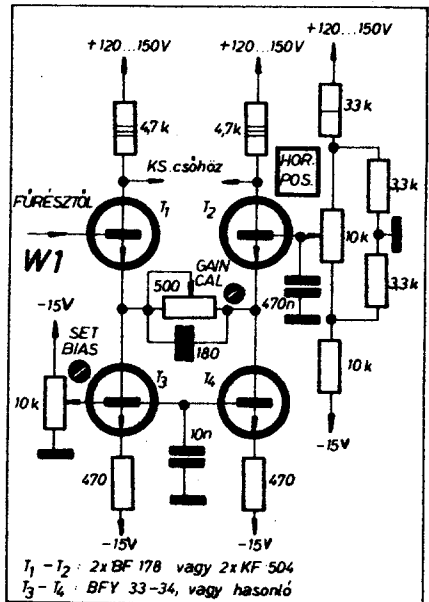 +120...150V
+120...150V
+120...150V
4,7k
4,7k
33k
KS. csőhöz
HOR. POS.
FŰRÉSZTŐL
T1
T2
3,3k
10k
W1
GAIN CAL
500
470n
3,3k
-15V
180
SET BIAS
10k
T3
T4
10k
10n
-15V
470
470
-15V
-15V
T1 - T2 : 2x BF 178 vagy 2x KF 504
T3 - T4 : BFY 33-34, vagy hasonló